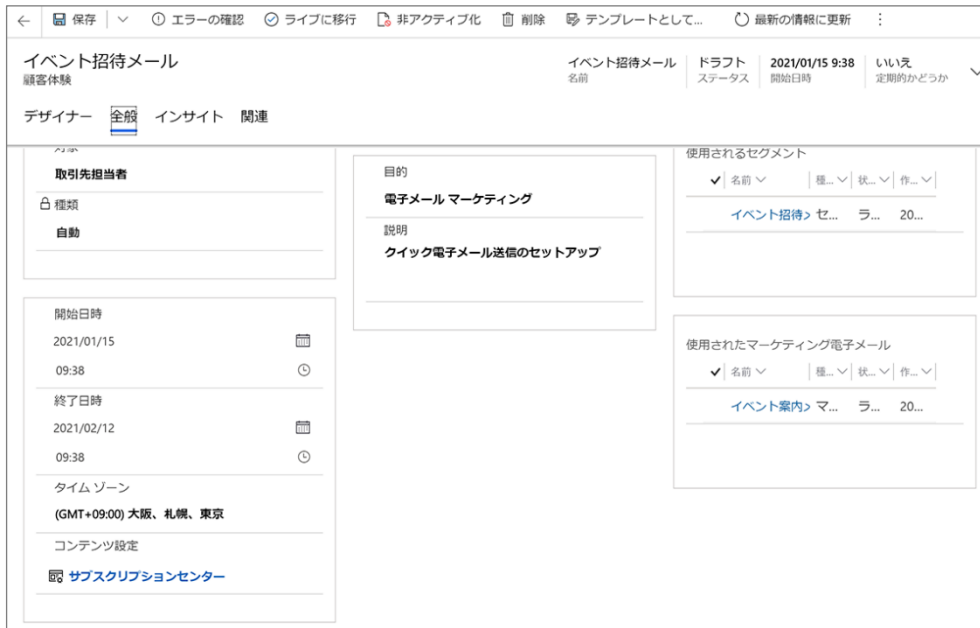 保存
エラーの確認
ライブに移行
非アクティブ化
削除
テンプレートとして...
最新の情報に更新
イベント招待メール
顧客体験
イベント招待メール
名前
ドラフト
ステータス
2021/01/15 9:38
開始日時
いいえ
定期的かどうか
デザイナー 全般 インサイト 関連
対象
取引先担当者
種類
自動
開始日時
2021/01/15
09:38
終了日時
2021/02/12
09:38
タイム ゾーン
(GMT+09:00) 大阪、札幌、東京
コンテンツ設定
サブスクリプションセンター
目的
電子メール マーケティング
説明
クイック電子メール送信のセットアップ
使用されるセグメント
名前 種... 状... 作...
イベント招待> セ... ラ... 20...
使用されたマーケティング電子メール
名前 種... 状... 作...
イベント案内> マ... ラ... 20...